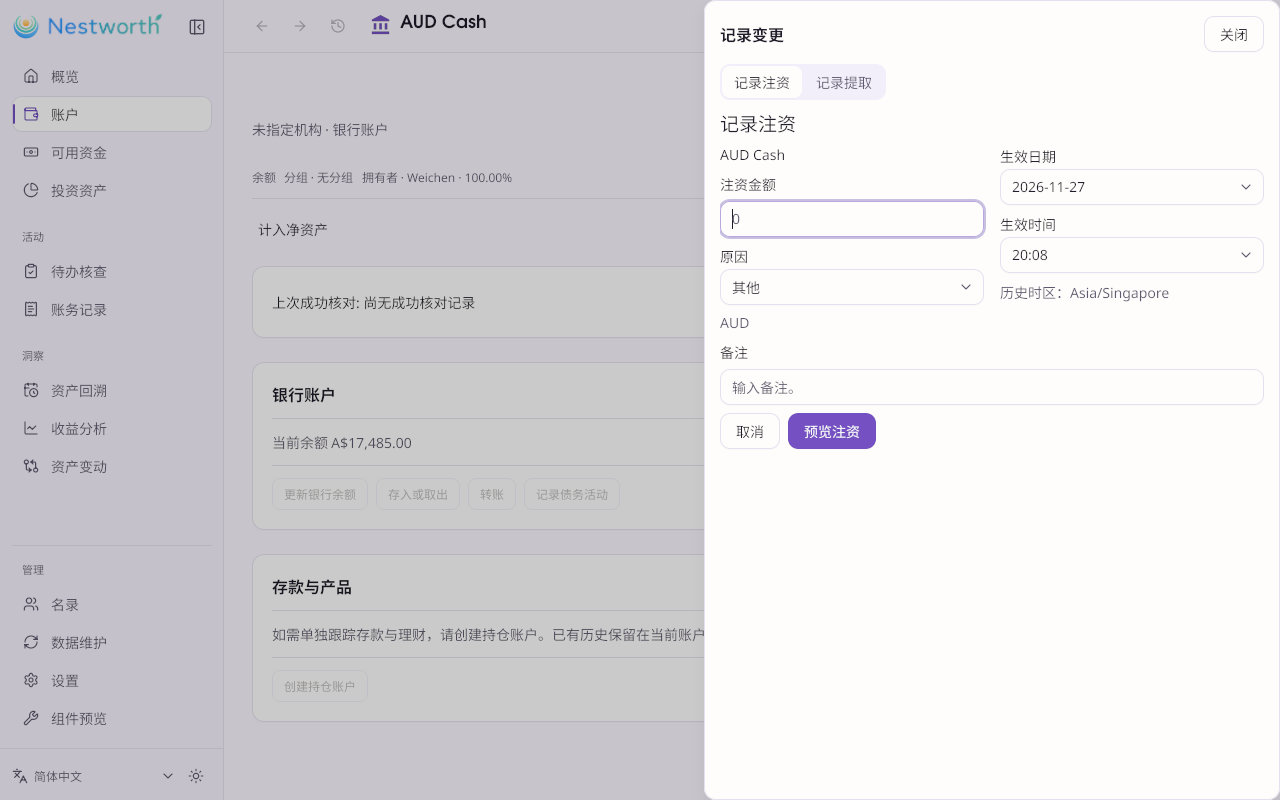 Nestworth
概览
账户
可用资金
投资资产
活动
待办核查
账务记录
洞察
资产回溯
收益分析
资产变动
管理
名录
数据维护
设置
组件预览
简体中文
AUD Cash
未指定机构 · 银行账户
余额 分组 · 无分组 拥有者 · Weichen · 100.00%
计入净资产
上次成功核对: 尚无成功核对记录
银行账户
当前余额 A$17,485.00
更新银行余额 存入或取出 转账 记录债务活动
存款与产品
如需单独跟踪存款与理财，请创建持仓账户。已有历史保留在当前账户
创建持仓账户
记录变更
关闭
记录注资 记录提取
记录注资
AUD Cash
注资金额
0
原因
其他
AUD
生效日期
2026-11-27
生效时间
20:08
历史时区：Asia/Singapore
备注
输入备注。
取消 预览注资